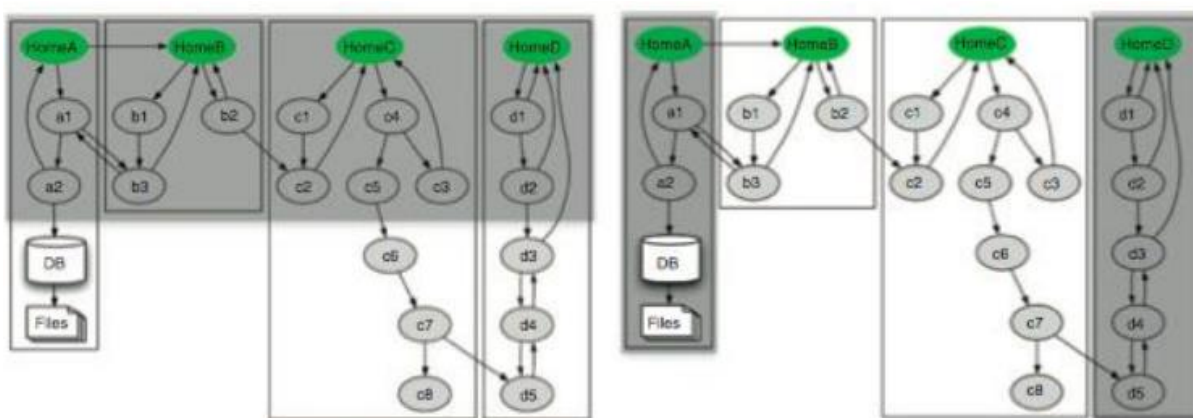 HomeA HomeB HomeC HomeD HomeA HomeB HomeC HomeD
a1 b1 b2 c1 c4 d1 a1 b1 b2 c1 c4 d1
a2 b3 c2 c5 c3 d2 a2 b3 c2 c5 c3 d2
DB c6 d3 DB c6 d3
Files c7 d4 Files c7 d4
c8 d5 c8 d5